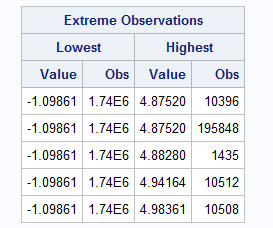 Extreme Observations
Lowest Highest
Value Obs Value Obs
-1.09861 1.74E6 4.87520 10396
-1.09861 1.74E6 4.87520 195848
-1.09861 1.74E6 4.88280 1435
-1.09861 1.74E6 4.94164 10512
-1.09861 1.74E6 4.98361 10508